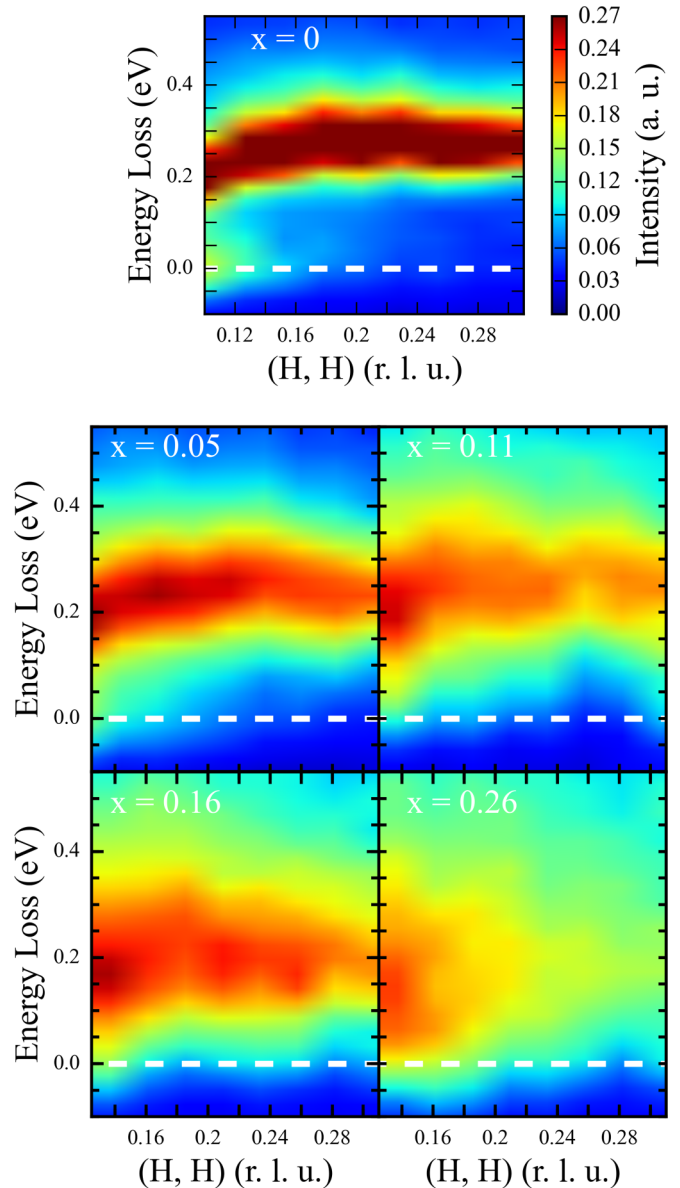 x = 0
Energy Loss (eV)
0.4
0.2
0.0
0.12 0.16 0.2 0.24 0.28
(H, H) (r. l. u.)
0.27
0.24
0.21
0.18
0.15
0.12
0.09
0.06
0.03
0.00
Intensity (a. u.)
x = 0.05
x = 0.11
Energy Loss (eV)
0.4
0.2
0.0
x = 0.16
x = 0.26
Energy Loss (eV)
0.4
0.2
0.0
0.16 0.2 0.24 0.28
0.16 0.2 0.24 0.28
(H, H) (r. l. u.)
(H, H) (r. l. u.)